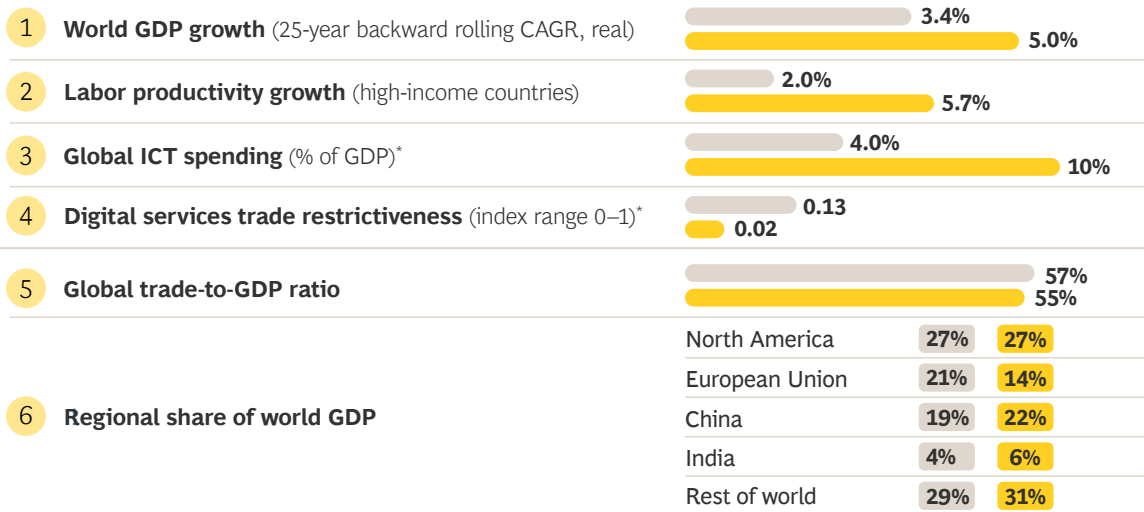 1 World GDP growth (25-year backward rolling CAGR, real) 3.4%
5.0%
2 Labor productivity growth (high-income countries) 2.0%
5.7%
3 Global ICT spending (% of GDP)* 4.0%
10%
4 Digital services trade restrictiveness (index range 0–1)* 0.13
0.02
5 Global trade-to-GDP ratio 57%
55%
6 Regional share of world GDP
North America 27% 27%
European Union 21% 14%
China 19% 22%
India 4% 6%
Rest of world 29% 31%